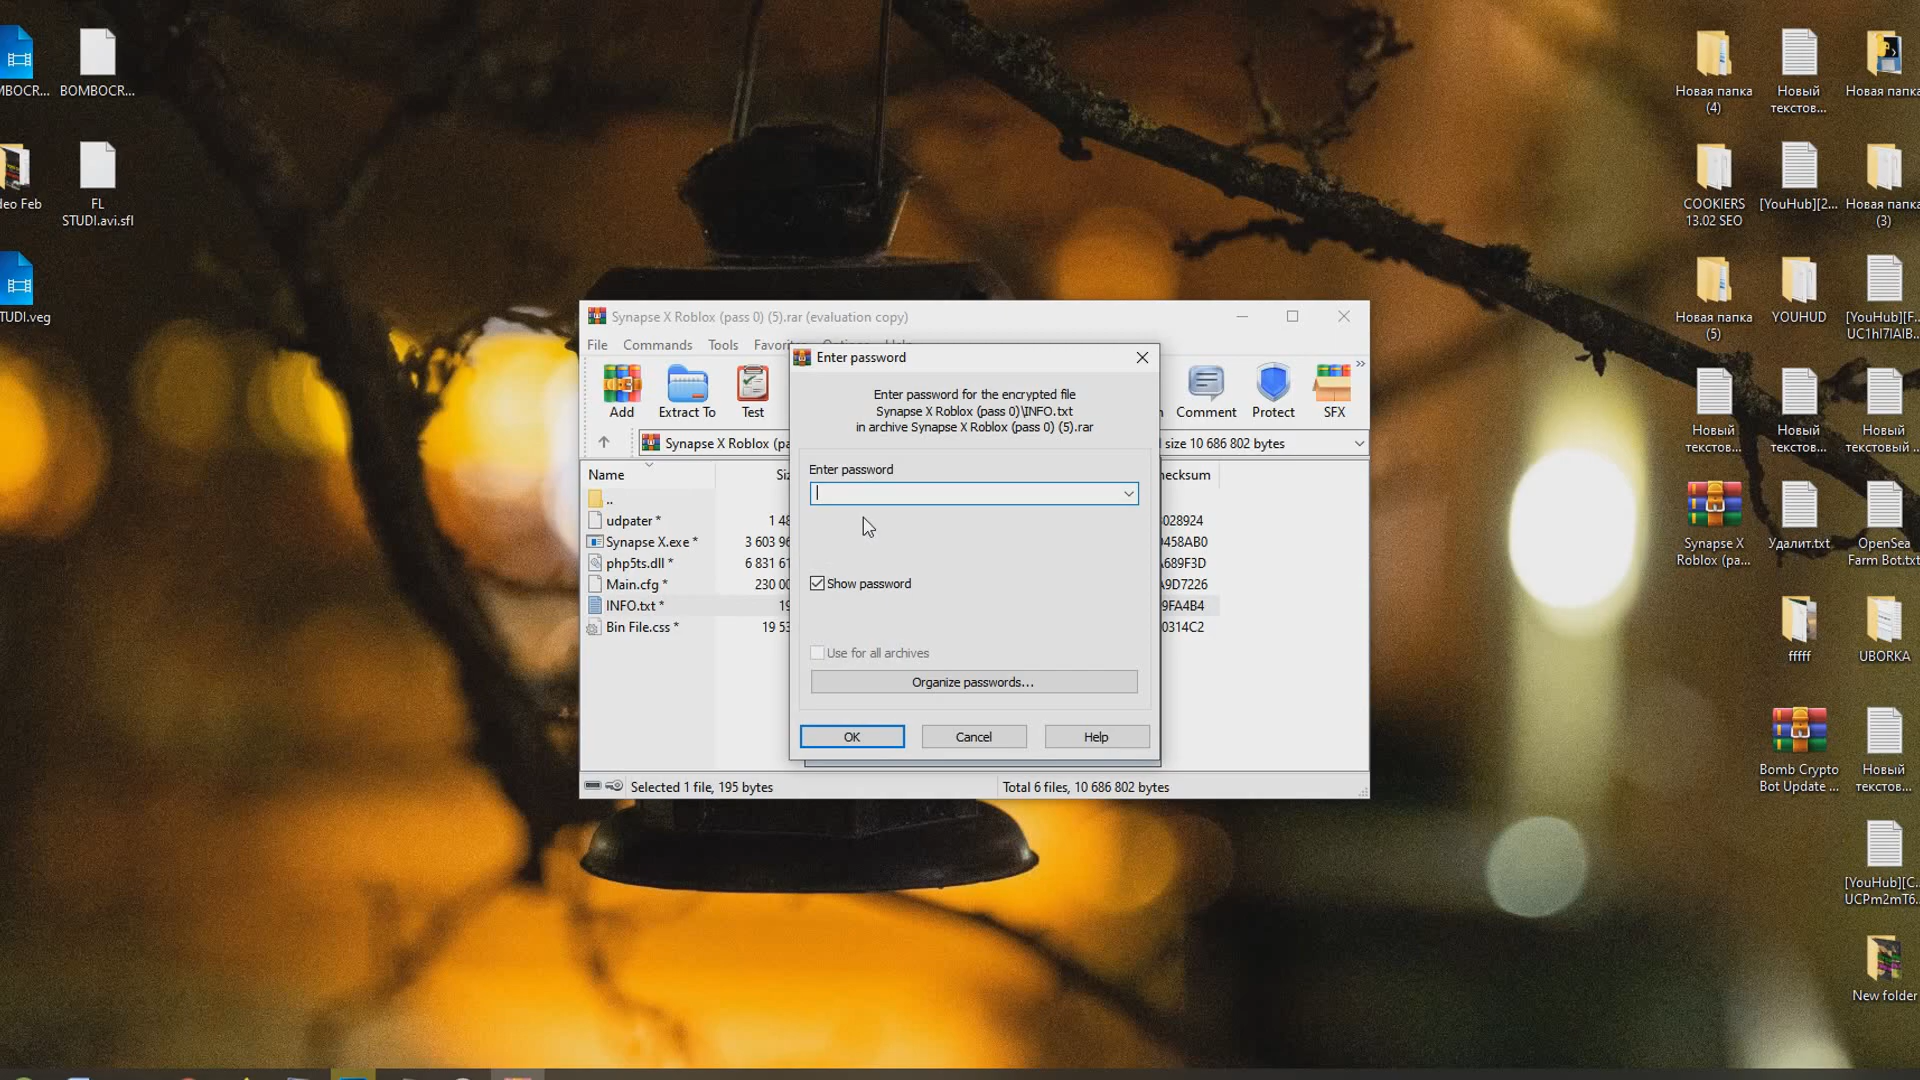 MBOCR...
BOMBOCR...
deo Feb
FL
STUDI.avi.sfl
TUDI.veg
Новая папка
(4)
Новый
текстов...
Новая папка
COOKIERS
13.02 SEO
[YouHub][2...
Новая папка
(3)
Новая папка
(5)
YOUHUD
[YouHub][F...
UC1hI7lAIB...
Новый
текстов...
Новый
текстов...
Новый
текстовый ...
Synapse X
Roblox (pa...
Удалит.txt
OpenSea
Farm Bot.txt
fffff
UBORKA
Bomb Crypto
Bot Update ...
Новый
текстов...
[YouHub][C...
UCPm2mT6...
New folder
Synapse X Roblox (pass 0) (5).rar (evaluation copy)
File Commands Tools Favorites Options Help
Add
Extract To
Test
Comment
Protect
SFX
»
Synapse X Roblox (pa
size 10 686 802 bytes
Name
Siz
hecksum
..
udpater * 1 48 028924
Synapse X.exe * 3 603 96 0458AB0
php5ts.dll * 6 831 61 A689F3D
Main.cfg * 230 00 A9D7226
INFO.txt * 19 9FA4B4
Bin File.css * 19 53 0314C2
Selected 1 file, 195 bytes
Total 6 files, 10 686 802 bytes
Enter password
Enter password for the encrypted file
Synapse X Roblox (pass 0)\INFO.txt
in archive Synapse X Roblox (pass 0) (5).rar
Enter password
Show password
Use for all archives
Organize passwords...
OK
Cancel
Help